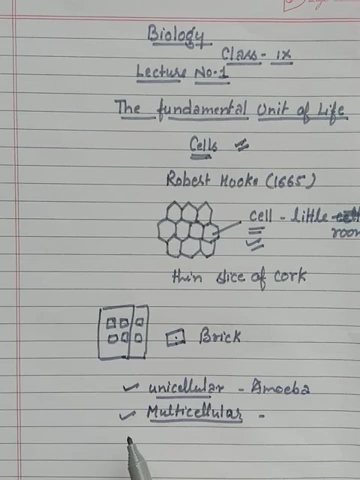 Biology
Class - IX
Lecture No. 1
The fundamental Unit of Life
Cells
Robert Hooke (1665)
cell - little
room
thin slice of cork
Brick
unicellular - Amoeba
Multicellular -